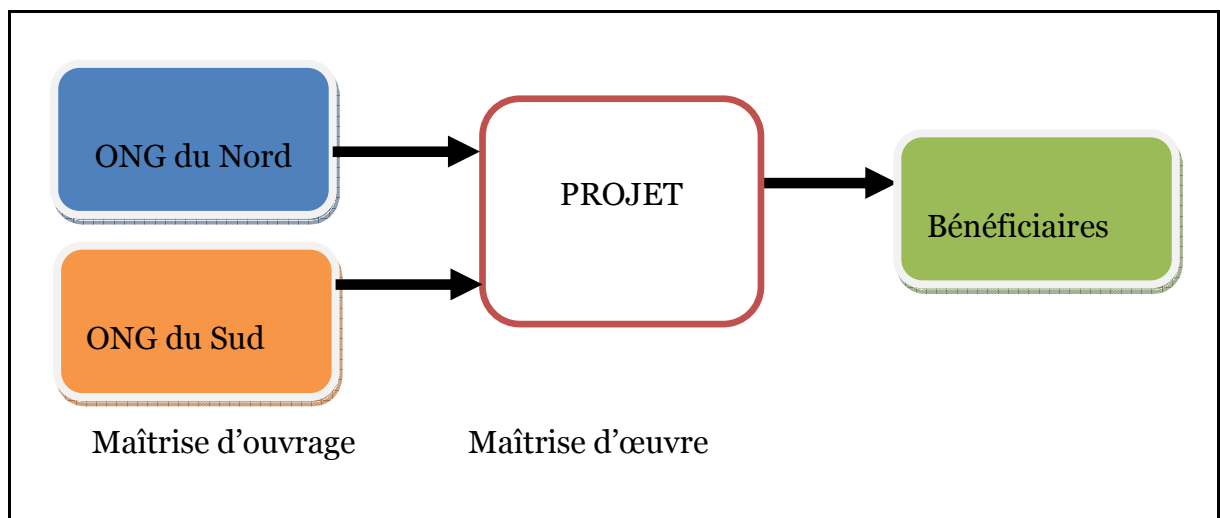 ONG du Nord
PROJET
Bénéficiaires
ONG du Sud
Maîtrise d’ouvrage
Maîtrise d’œuvre